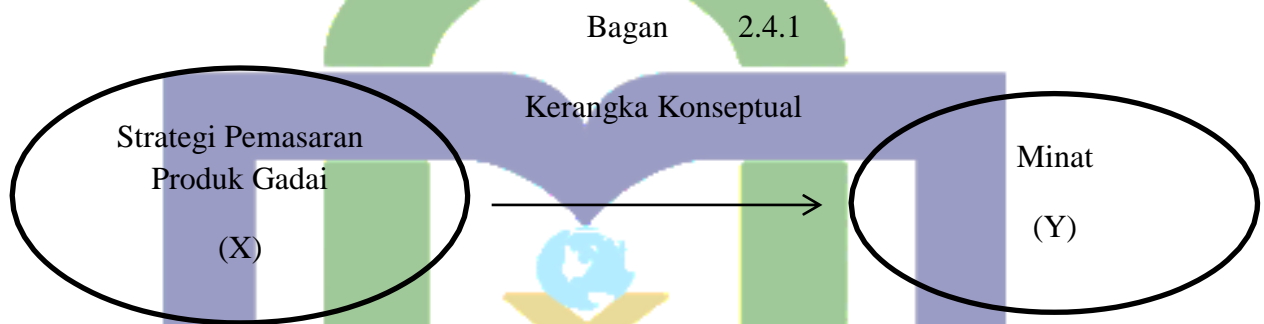 Bagan 2.4.1
Kerangka Konseptual
Strategi Pemasaran
Produk Gadai
(X)
Minat
(Y)